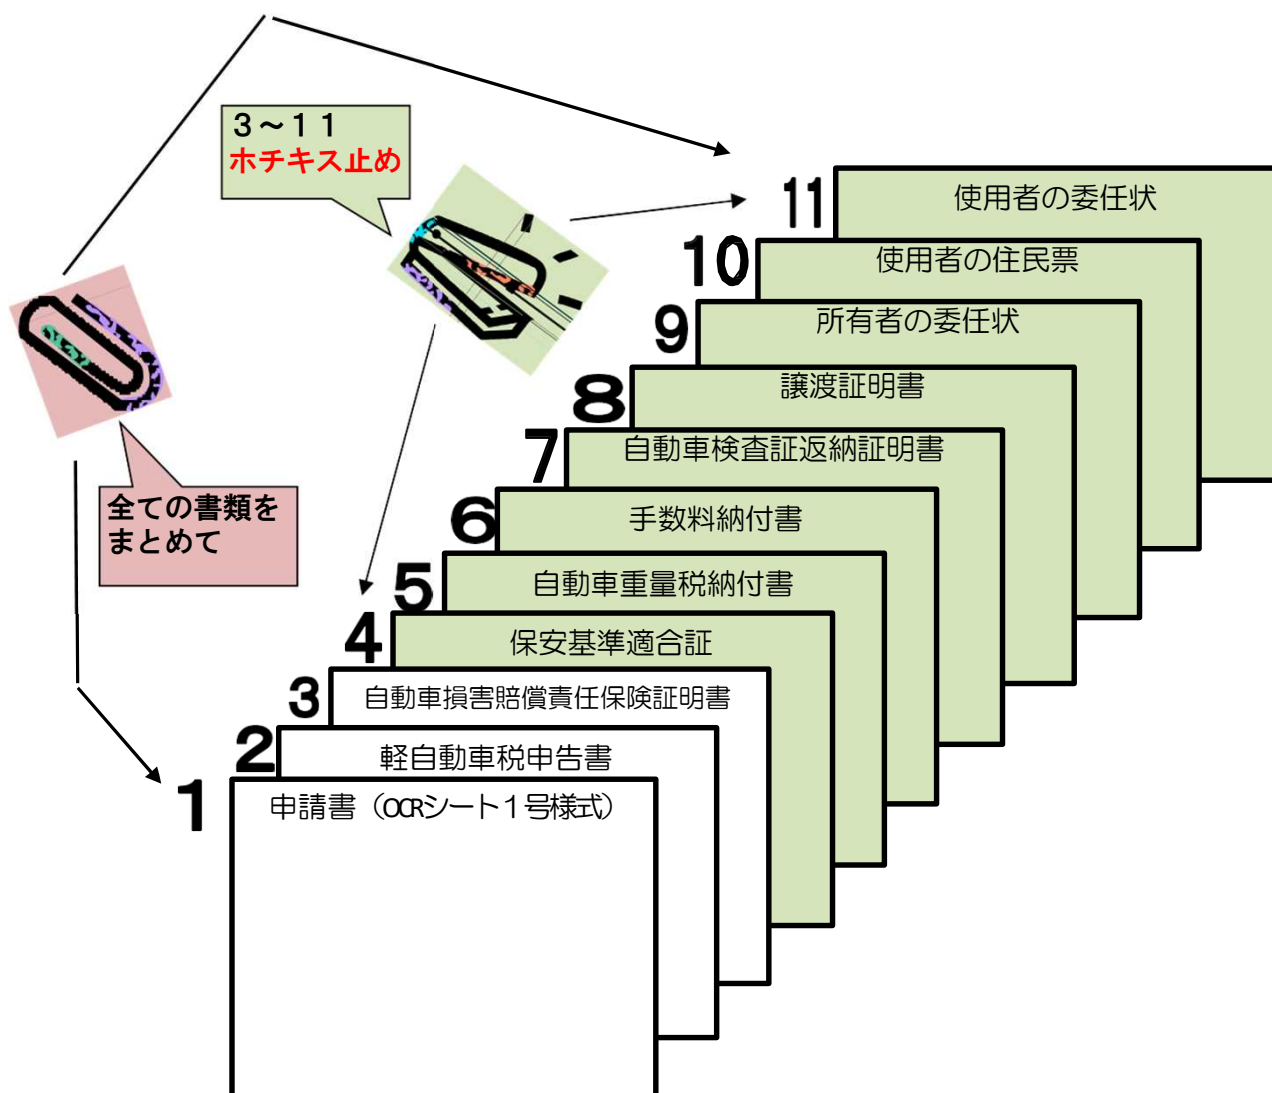 3～11
ホチキス止め
全ての書類を
まとめて
11
使用者の委任状
10
使用者の住民票
9
所有者の委任状
8
譲渡証明書
7
自動車検査証返納証明書
6
手数料納付書
5
自動車重量税納付書
4
保安基準適合証
3
自動車損害賠償責任保険証明書
2
軽自動車税申告書
1
申請書（OCRシート１号様式）